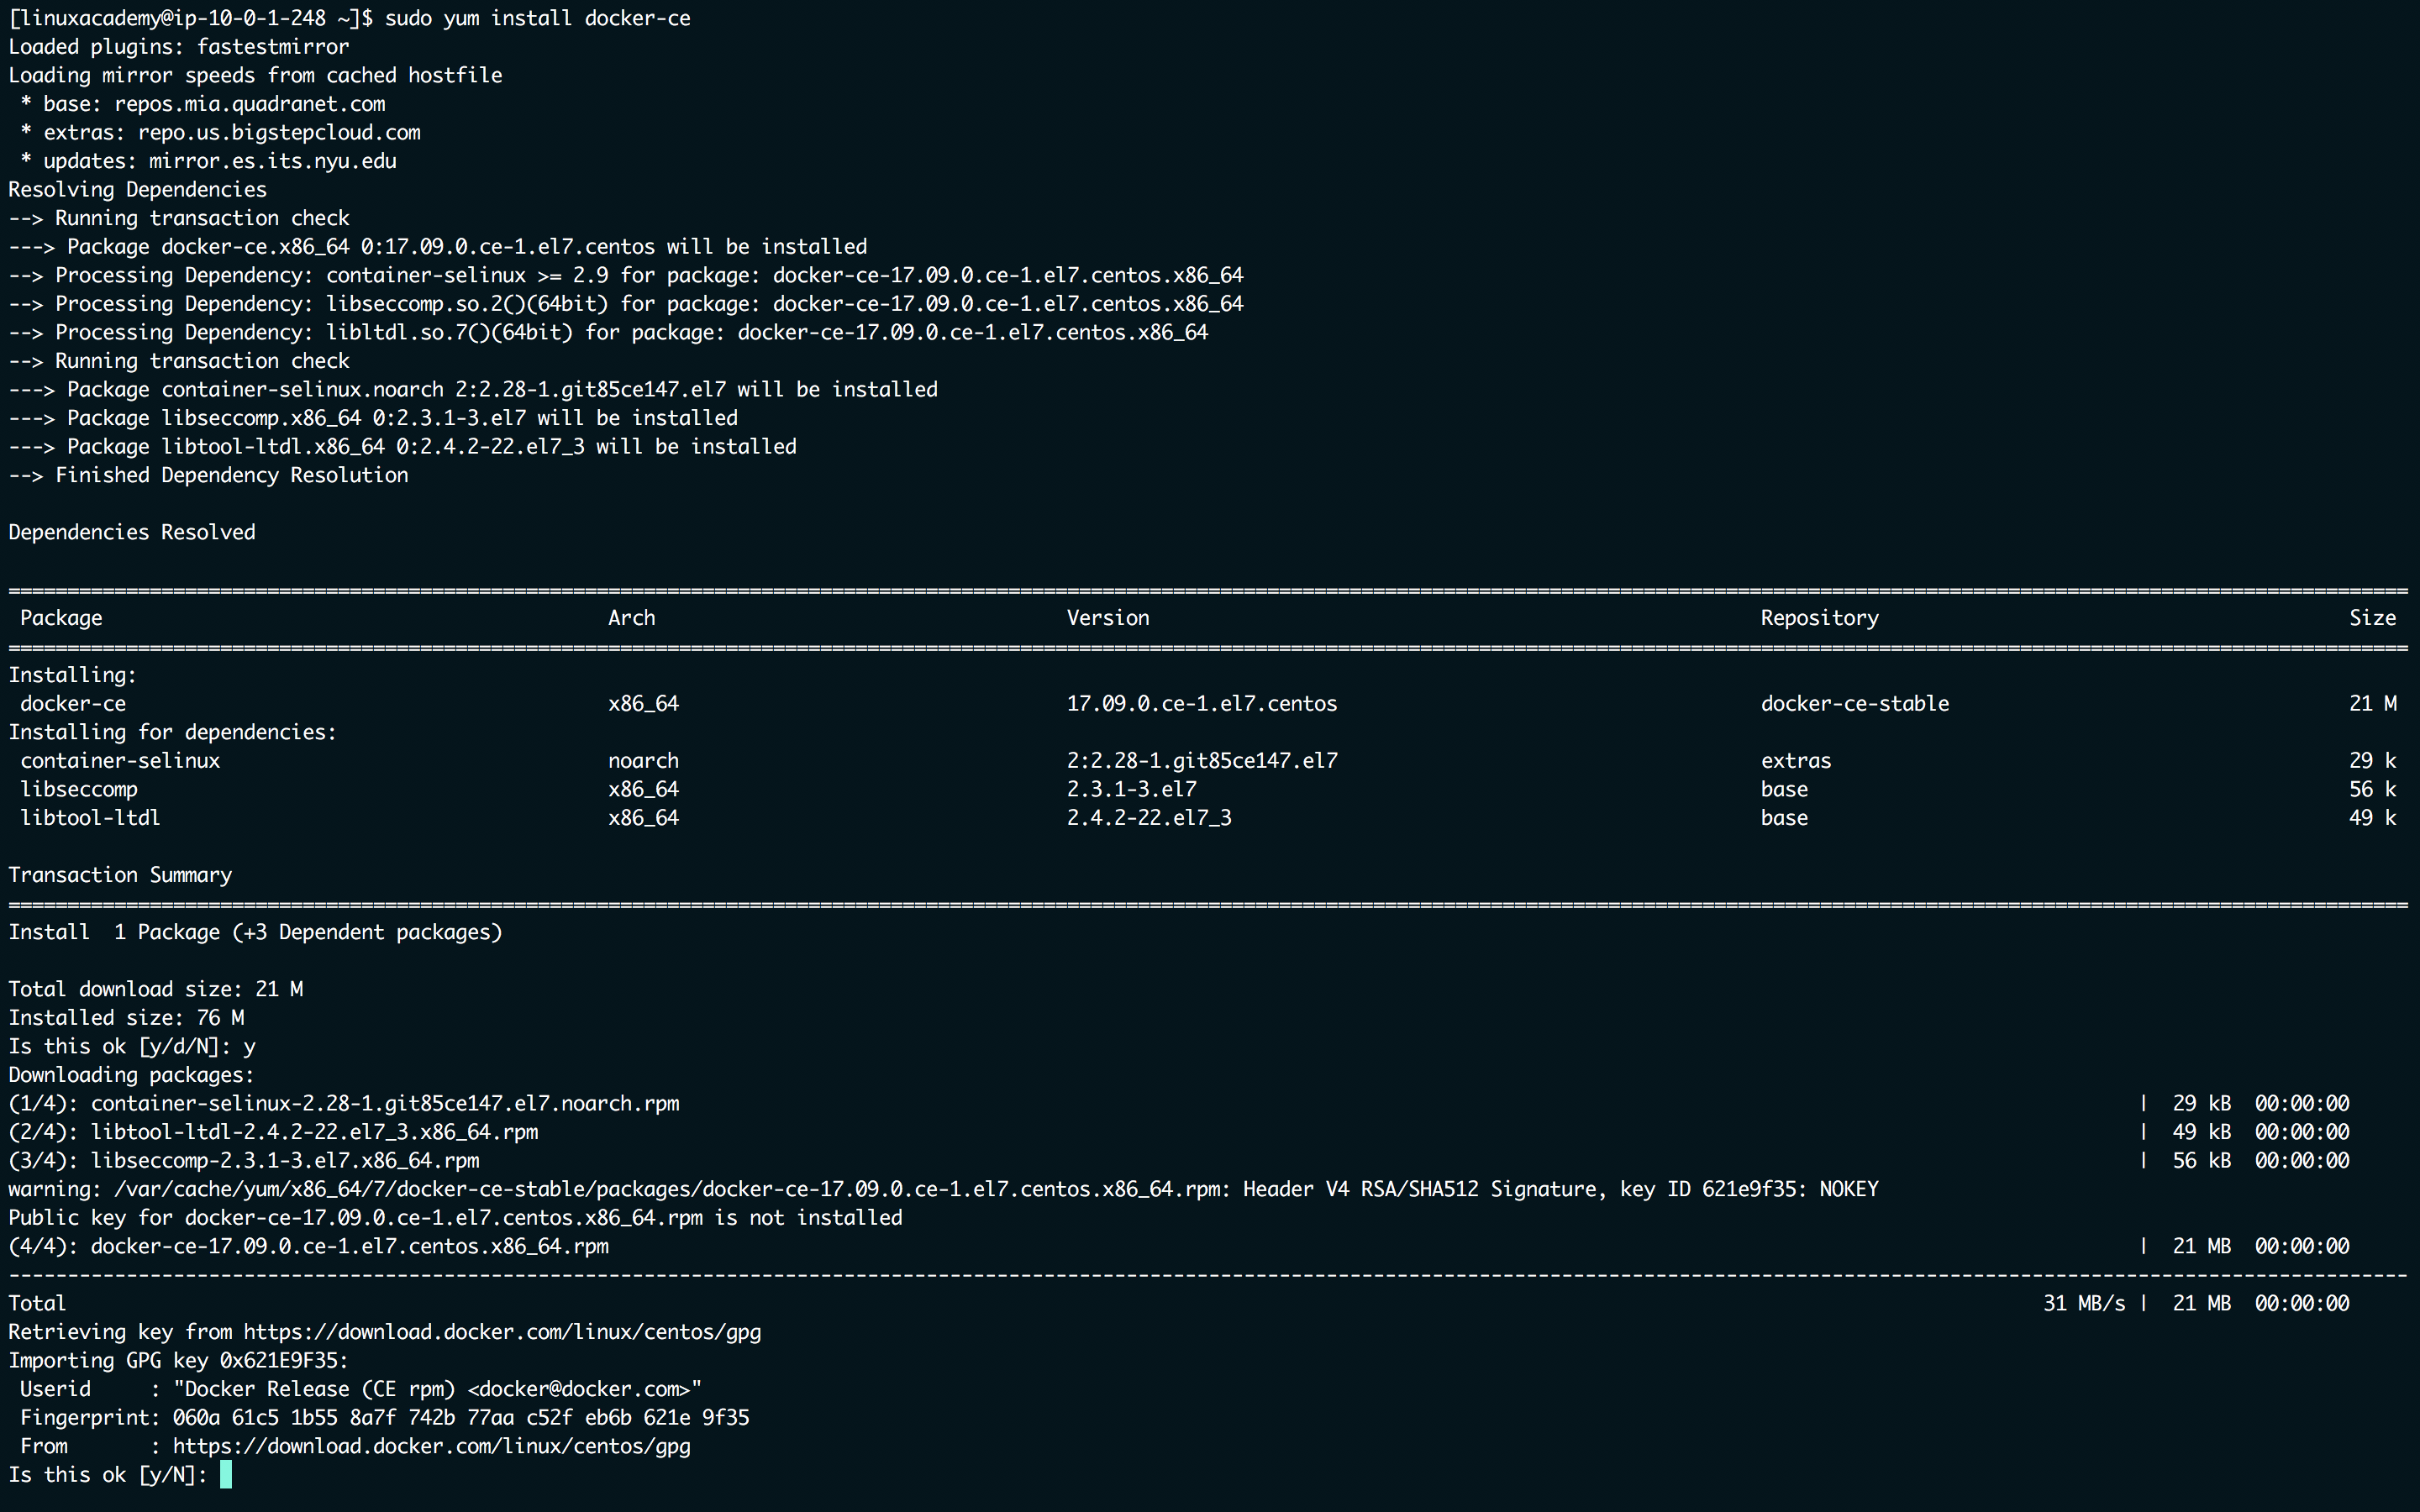 [linuxacademy@ip-10-0-1-248 ~]$ sudo yum install docker-ce
Loaded plugins: fastestmirror
Loading mirror speeds from cached hostfile
 * base: repos.mia.quadranet.com
 * extras: repo.us.bigstepcloud.com
 * updates: mirror.es.its.nyu.edu
Resolving Dependencies
--> Running transaction check
---> Package docker-ce.x86_64 0:17.09.0.ce-1.el7.centos will be installed
--> Processing Dependency: container-selinux >= 2.9 for package: docker-ce-17.09.0.ce-1.el7.centos.x86_64
--> Processing Dependency: libseccomp.so.2()(64bit) for package: docker-ce-17.09.0.ce-1.el7.centos.x86_64
--> Processing Dependency: libltdl.so.7()(64bit) for package: docker-ce-17.09.0.ce-1.el7.centos.x86_64
--> Running transaction check
---> Package container-selinux.noarch 2:2.28-1.git85ce147.el7 will be installed
---> Package libseccomp.x86_64 0:2.3.1-3.el7 will be installed
---> Package libtool-ltdl.x86_64 0:2.4.2-22.el7_3 will be installed
--> Finished Dependency Resolution

Dependencies Resolved

================================================================================
 Package Arch Version Repository Size
================================================================================
Installing:
 docker-ce x86_64 17.09.0.ce-1.el7.centos docker-ce-stable 21 M
Installing for dependencies:
 container-selinux noarch 2:2.28-1.git85ce147.el7 extras 29 k
 libseccomp x86_64 2.3.1-3.el7 base 56 k
 libtool-ltdl x86_64 2.4.2-22.el7_3 base 49 k

Transaction Summary
================================================================================
Install  1 Package (+3 Dependent packages)

Total download size: 21 M
Installed size: 76 M
Is this ok [y/d/N]: y
Downloading packages:
(1/4): container-selinux-2.28-1.git85ce147.el7.noarch.rpm | 29 kB 00:00:00
(2/4): libtool-ltdl-2.4.2-22.el7_3.x86_64.rpm | 49 kB 00:00:00
(3/4): libseccomp-2.3.1-3.el7.x86_64.rpm | 56 kB 00:00:00
warning: /var/cache/yum/x86_64/7/docker-ce-stable/packages/docker-ce-17.09.0.ce-1.el7.centos.x86_64.rpm: Header V4 RSA/SHA512 Signature, key ID 621e9f35: NOKEY
Public key for docker-ce-17.09.0.ce-1.el7.centos.x86_64.rpm is not installed
(4/4): docker-ce-17.09.0.ce-1.el7.centos.x86_64.rpm | 21 MB 00:00:00
--------------------------------------------------------------------------------
Total 31 MB/s | 21 MB 00:00:00
Retrieving key from https://download.docker.com/linux/centos/gpg
Importing GPG key 0x621E9F35:
 Userid     : "Docker Release (CE rpm) <docker@docker.com>"
 Fingerprint: 060a 61c5 1b55 8a7f 742b 77aa c52f eb6b 621e 9f35
 From       : https://download.docker.com/linux/centos/gpg
Is this ok [y/N]: